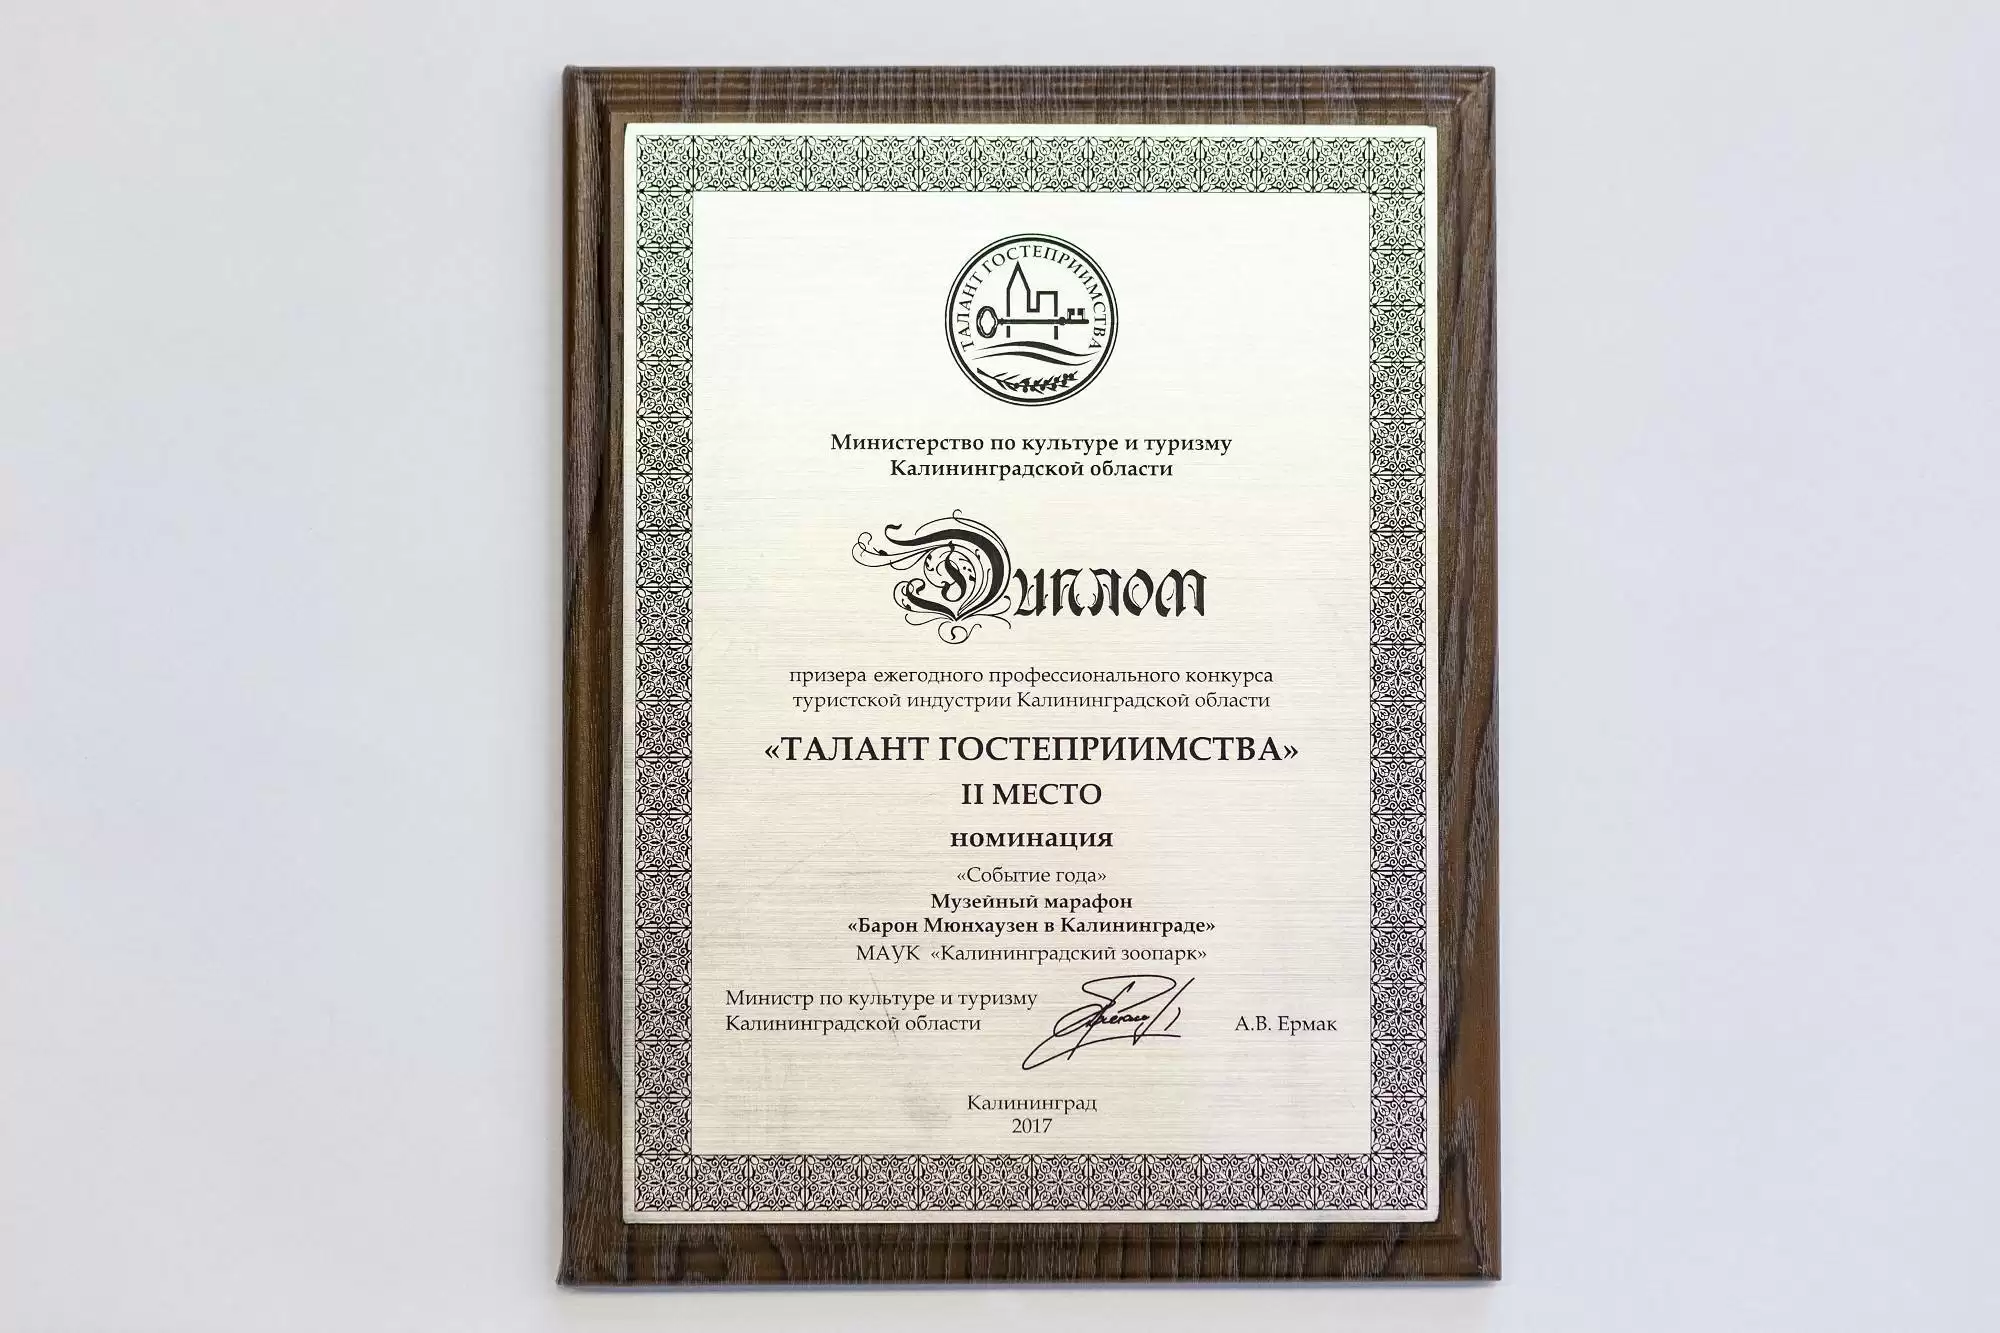 ТАЛАНТ ГОСТЕПРИИМСТВА
Министерство по культуре и туризму
Калининградской области
Диплом
призера ежегодного профессионального конкурса
туристской индустрии Калининградской области
«ТАЛАНТ ГОСТЕПРИИМСТВА»
II МЕСТО
номинация
«Событие года»
Музейный марафон
«Барон Мюнхаузен в Калининграде»
МАУК «Калининградский зоопарк»
Министр по культуре и туризму
Калининградской области
А.В. Ермак
Калининград
2017